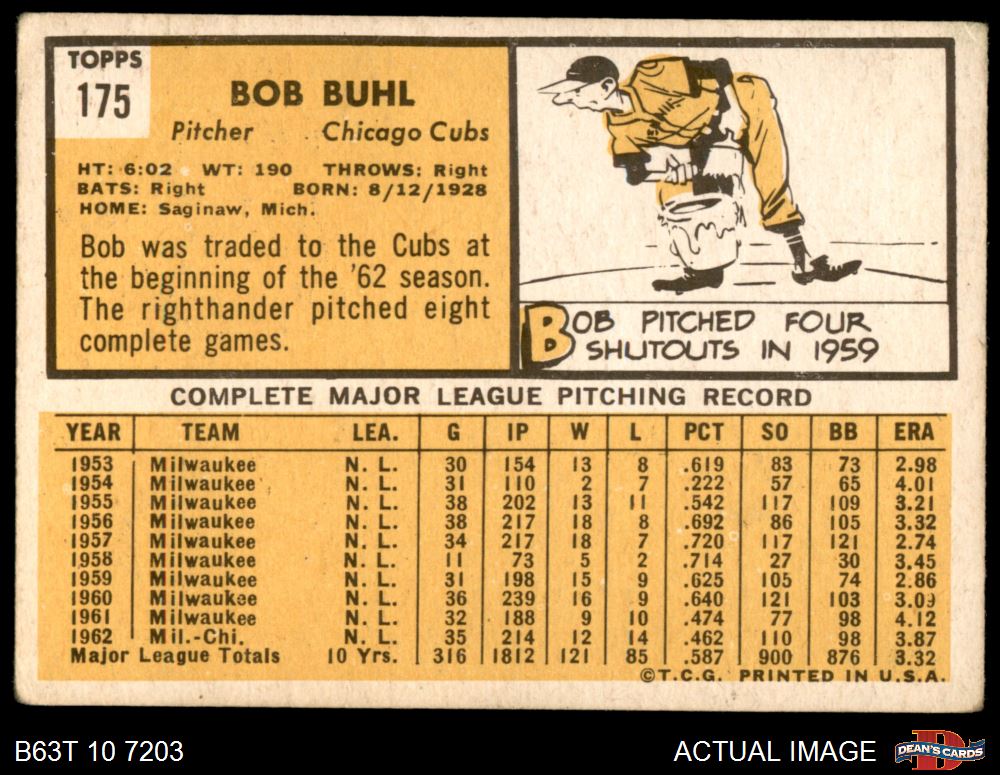 TOPPS
175
BOB BUHL
Pitcher Chicago Cubs
HT: 6:02 WT: 190 THROWS: Right
BATS: Right BORN: 8/12/1928
HOME: Saginaw, Mich.
Bob was traded to the Cubs at
the beginning of the '62 season.
The righthander pitched eight
complete games.
BOB PITCHED FOUR
SHUTOUTS IN 1959
COMPLETE MAJOR LEAGUE PITCHING RECORD
YEAR TEAM LEA. G IP W L PCT SO BB ERA
1953 Milwaukee N. L. 30 154 13 8 .619 83 73 2.98
1954 Milwaukee N. L. 31 110 2 7 .222 57 65 4.01
1955 Milwaukee N. L. 38 202 13 11 .542 117 109 3.21
1956 Milwaukee N. L. 38 217 18 8 .692 86 105 3.32
1957 Milwaukee N. L. 34 217 18 7 .720 117 121 2.74
1958 Milwaukee N. L. 11 73 5 2 .714 27 30 3.45
1959 Milwaukee N. L. 31 198 15 9 .625 105 74 2.86
1960 Milwaukee N. L. 36 239 16 9 .640 121 103 3.09
1961 Milwaukee N. L. 32 188 9 10 .474 77 98 4.12
1962 Mil.-Chi. N. L. 35 214 12 14 .462 110 98 3.87
Major League Totals 10 Yrs. 316 1812 121 85 .587 900 876 3.32
©T.C.G. PRINTED IN U.S.A.
B63T 10 7203
ACTUAL IMAGE
DEAN'S CARDS